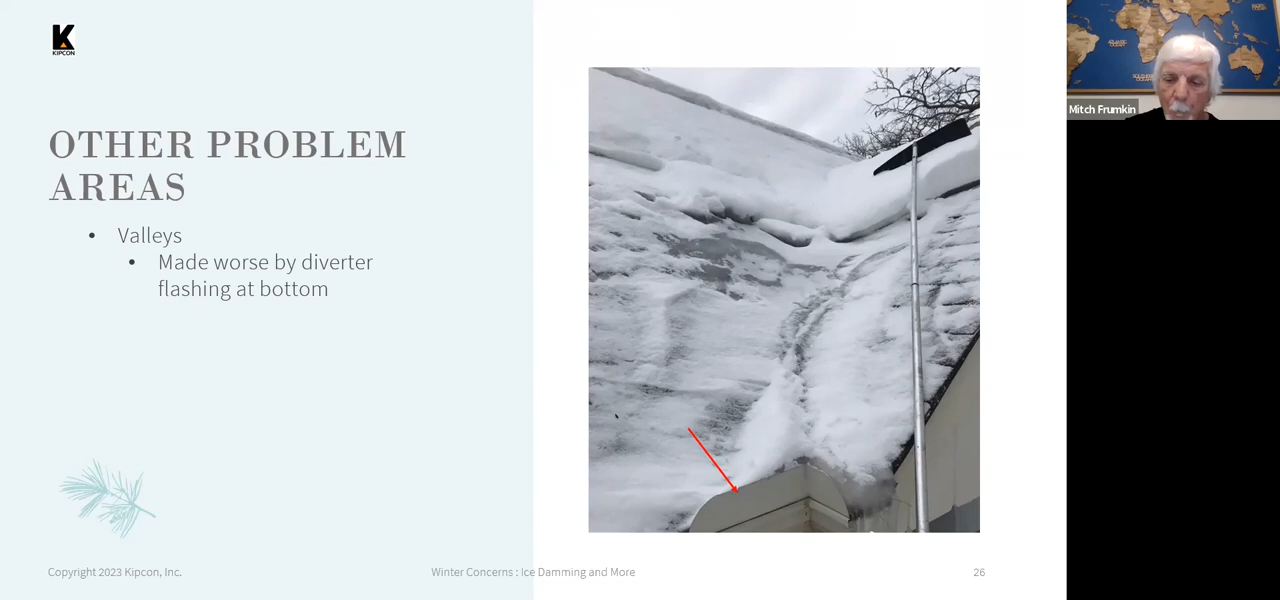 KIPCON
OTHER PROBLEM
AREAS
• Valleys
• Made worse by diverter
flashing at bottom
Copyright 2023 Kipcon, Inc.
Winter Concerns : Ice Damming and More
26
Mitch Frumkin